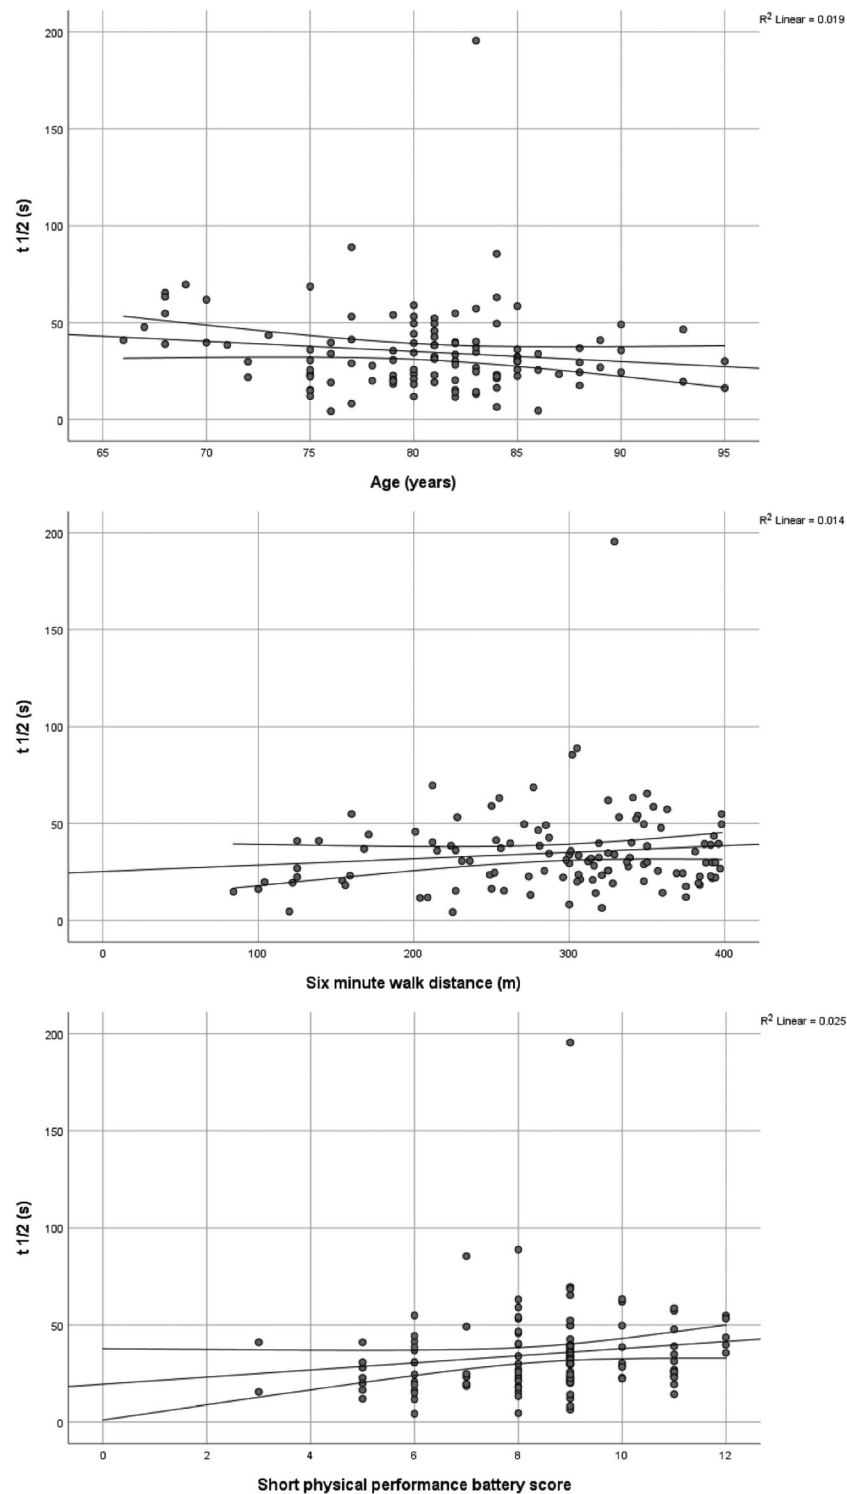 R2 Linear = 0.019
200
150
100
50
0
t 1/2 (s)
65 70 75 80 85 90 95
Age (years)
R2 Linear = 0.014
200
150
100
50
0
t 1/2 (s)
0 100 200 300 400
Six minute walk distance (m)
R2 Linear = 0.025
200
150
100
50
0
t 1/2 (s)
0 2 4 6 8 10 12
Short physical performance battery score